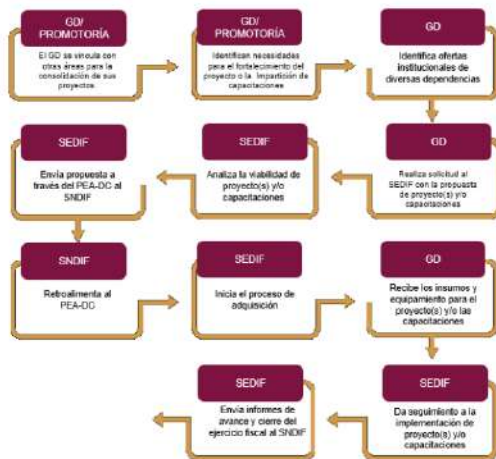 GD/
PROMOTORÍA
El GD se vincula con
otras áreas para la
consolidación de sus
proyectos
GD/
PROMOTORÍA
Identifican necesidades
para el fortalecimiento del
proyecto o la impartición de
capacitaciones
GD
Identifica ofertas
institucionales de
diversas dependencias
SEDIF
Envía propuesta a
través del PEA-DC al
SNDIF
SEDIF
Analiza la viabilidad de
proyecto(s) y/o
capacitaciones
GD
Realiza solicitud al
SEDIF con la propuesta
de proyecto(s) y/o
capacitaciones
SNDIF
Retroalimenta al
PEA-DC
SEDIF
Inicia el proceso de
adquisición
GD
Recibe los insumos y
equipamiento para el
proyecto(s) y/o las
capacitaciones
SEDIF
Envía informes de
avance y cierre del
ejercicio fiscal al SNDIF
SEDIF
Da seguimiento a la
implementación de
proyecto(s) y/o
capacitaciones